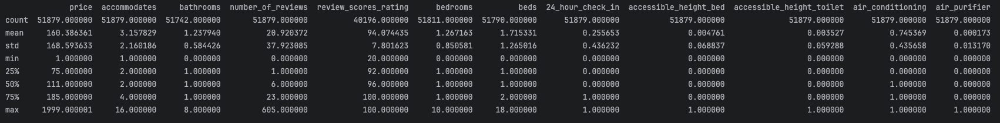 price accommodates bathrooms number_of_reviews review_scores_rating bedrooms beds 24_hour_check_in accessible_height_bed accessible_height_toilet air_conditioning air_purifier
count 51879.000000 51879.000000 51742.000000 51879.000000 40196.000000 51811.000000 51790.000000 51879.000000 51879.000000 51879.000000 51879.000000 51879.000000
mean 160.386361 3.157829 1.237940 20.920372 94.074435 1.267163 1.715331 0.255653 0.004761 0.003527 0.745369 0.000173
std 168.593633 2.160186 0.584426 37.923085 7.801623 0.850581 1.265016 0.436232 0.068837 0.059288 0.435658 0.013170
min 1.000000 1.000000 0.000000 0.000000 20.000000 0.000000 0.000000 0.000000 0.000000 0.000000 0.000000 0.000000
25% 75.000000 2.000000 1.000000 1.000000 92.000000 1.000000 1.000000 0.000000 0.000000 0.000000 0.000000 0.000000
50% 111.000000 2.000000 1.000000 6.000000 96.000000 1.000000 1.000000 0.000000 0.000000 0.000000 1.000000 0.000000
75% 185.000000 4.000000 1.000000 23.000000 100.000000 1.000000 2.000000 1.000000 0.000000 0.000000 1.000000 0.000000
max 1999.000001 16.000000 8.000000 605.000000 100.000000 10.000000 18.000000 1.000000 1.000000 1.000000 1.000000 1.000000